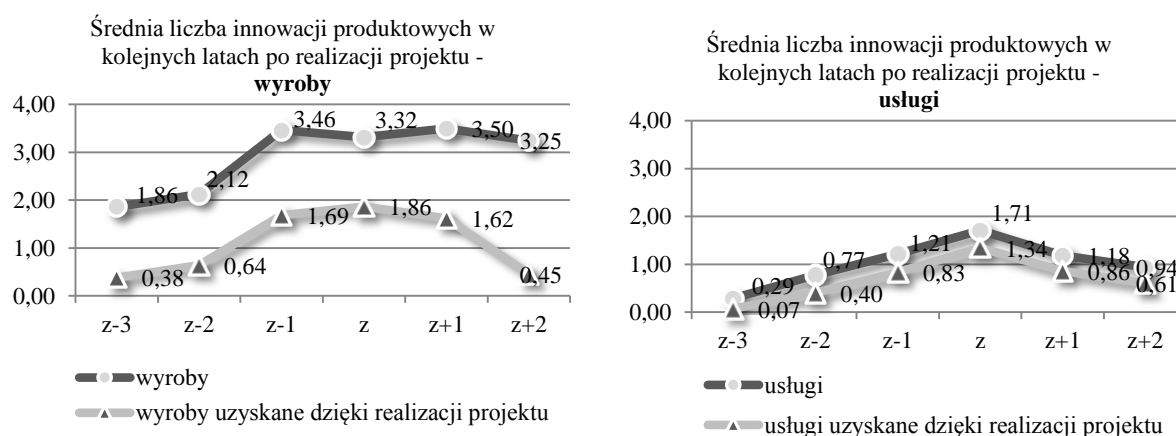 Średnia liczba innowacji produktowych w
kolejnych latach po realizacji projektu -
wyroby
4,00
3,00
2,00
1,00
0,00
1,86
2,12
3,46
3,32
3,50
3,25
0,38
0,64
1,69
1,86
1,62
0,45
z-3
z-2
z-1
z
z+1
z+2
wyroby
wyroby uzyskane dzięki realizacji projektu
Średnia liczba innowacji produktowych w
kolejnych latach po realizacji projektu -
usługi
4,00
3,00
2,00
1,00
0,00
0,29
0,77
1,21
1,71
1,18
0,94
0,07
0,40
0,83
1,34
0,86
0,61
z-3
z-2
z-1
z
z+1
z+2
usługi
usługi uzyskane dzięki realizacji projektu